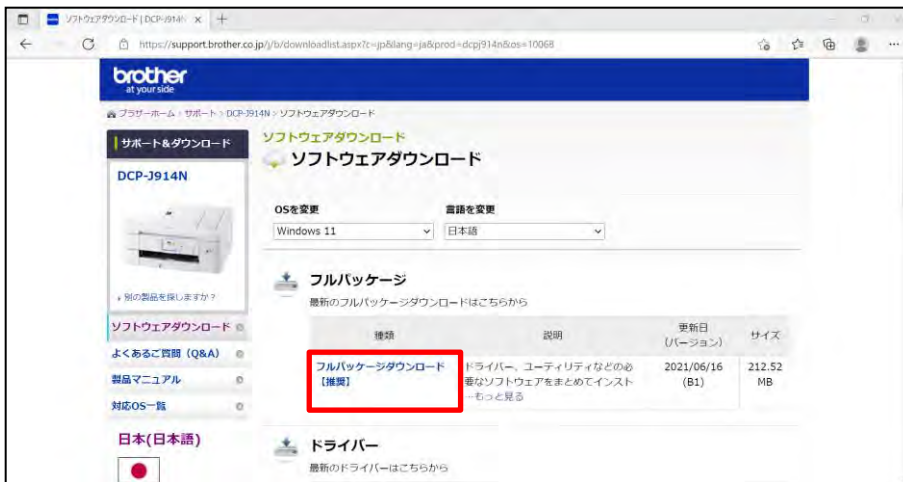 ソフトウェアダウンロード | DCP-J914N
https://support.brother.co.jp/j/b/downloadlist.aspx?c=jp&lang=ja&prod=dcpj914n&os=10068
brother
at your side
ブラザーホーム > サポート > DCP-J914N > ソフトウェアダウンロード
サポート&ダウンロード
DCP-J914N
別の製品を探しますか?
ソフトウェアダウンロード
よくあるご質問（Q&A）
製品マニュアル
対応OS一覧
日本(日本語)
ソフトウェアダウンロード
ソフトウェアダウンロード
OSを変更 言語を変更
Windows 11 日本語
フルパッケージ
最新のフルパッケージダウンロードはこちらから
種類 説明 更新日 サイズ
(バージョン)
フルパッケージダウンロード ドライバー、ユーティリティなどの必 2021/06/16 212.52
【推奨】 要なソフトウェアをまとめてインスト (B1) MB
…もっと見る
ドライバー
最新のドライバーはこちらから